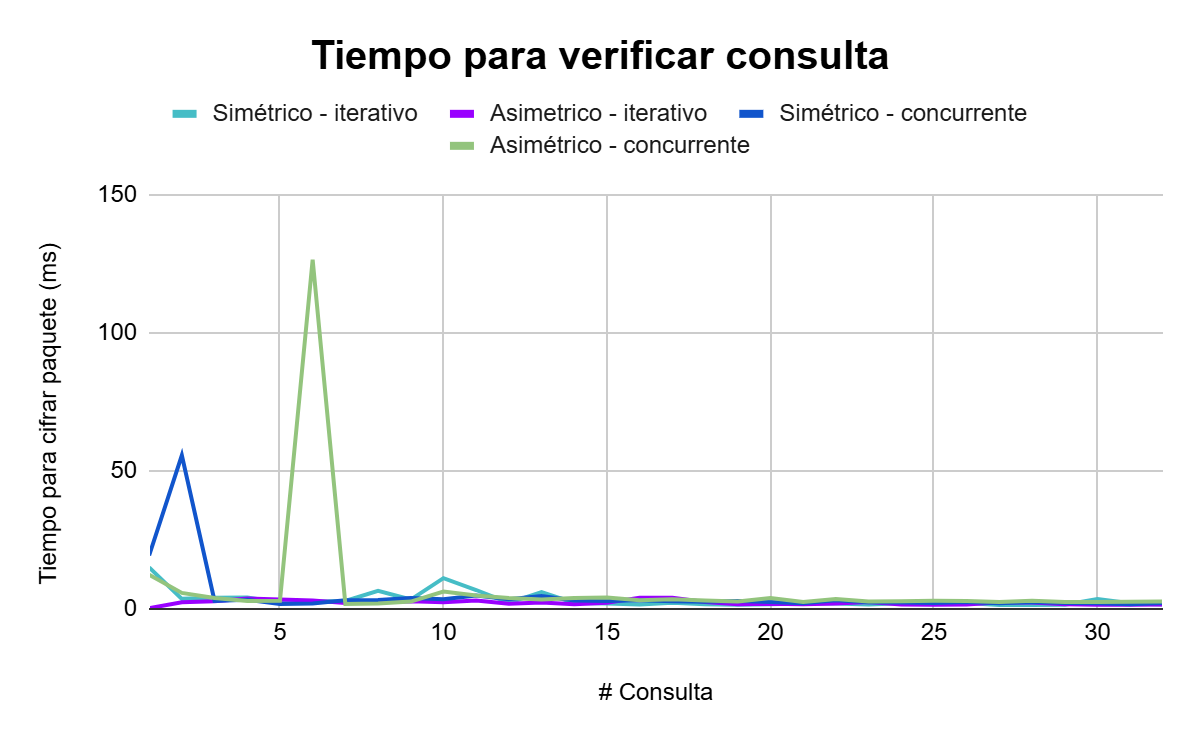 Tiempo para verificar consulta
Simétrico - iterativo
Asimetrico - iterativo
Simétrico - concurrente
Asimétrico - concurrente
Tiempo para cifrar paquete (ms)
150
100
50
0
5
10
15
20
25
30
# Consulta